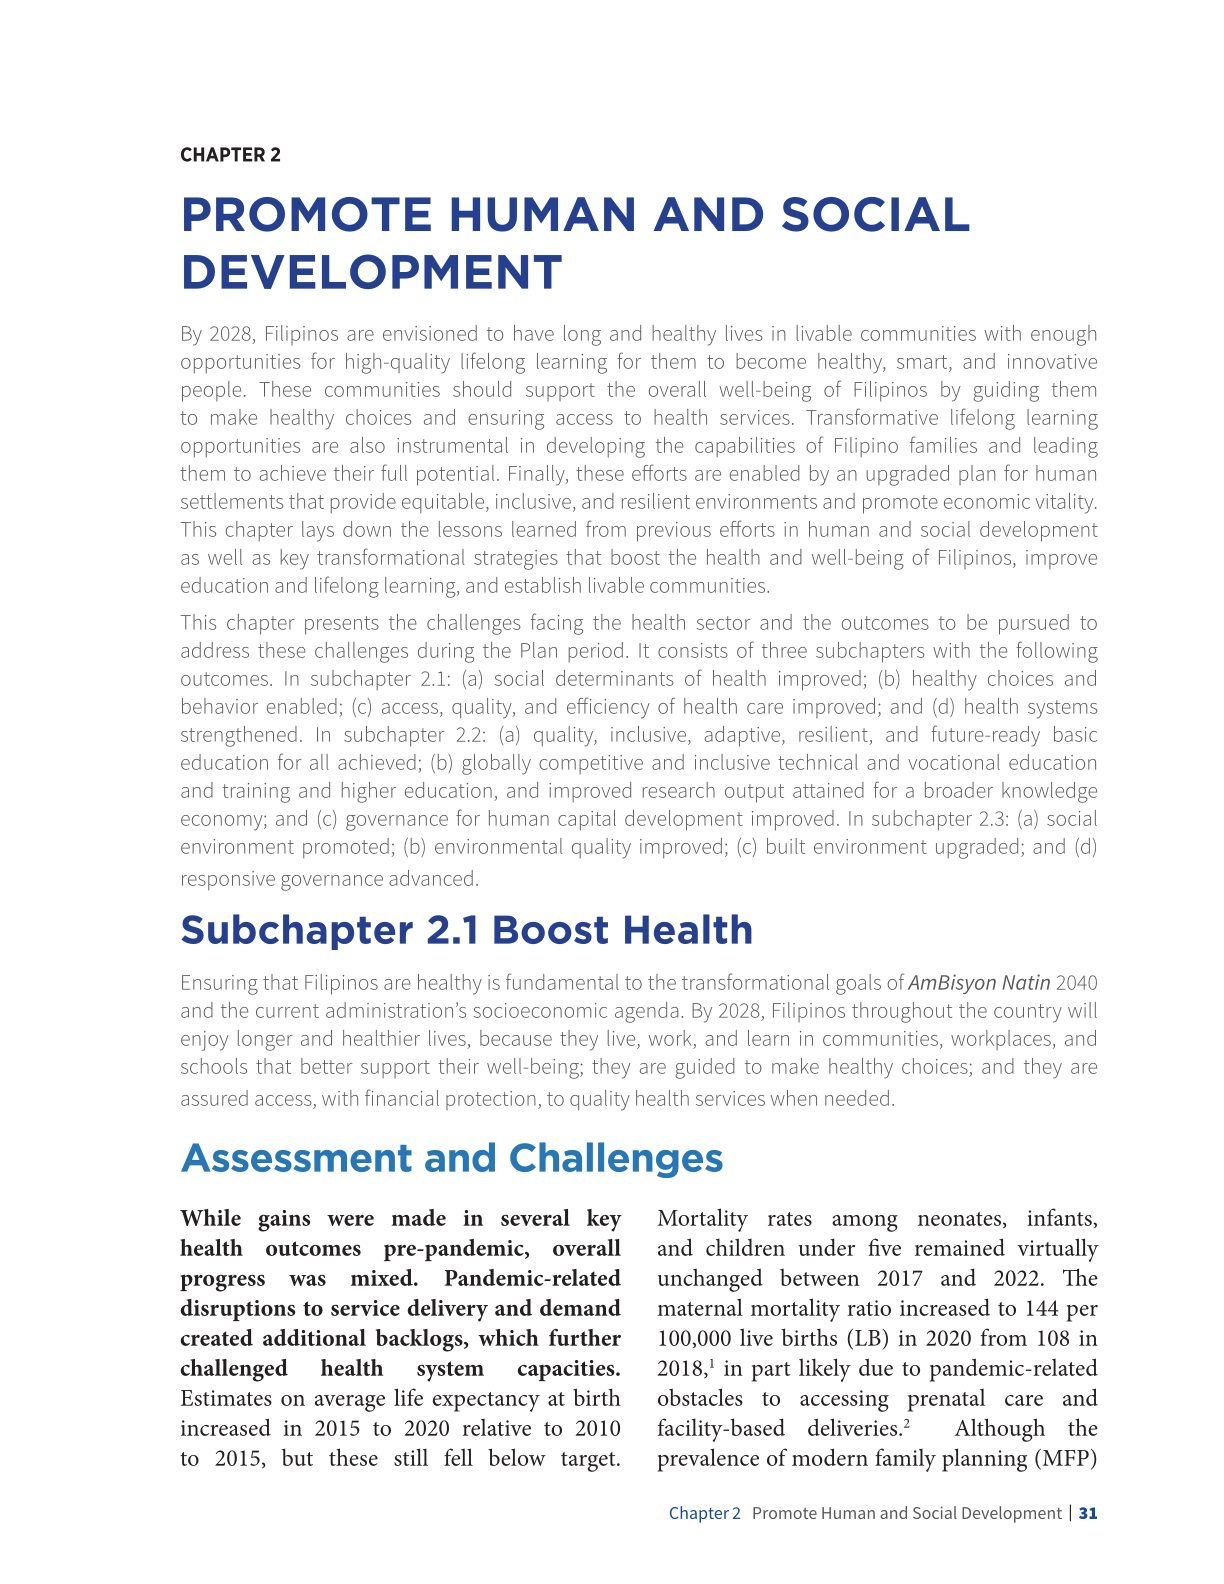 CHAPTER 2
PROMOTE HUMAN AND SOCIAL
DEVELOPMENT
By 2028, Filipinos are envisioned to have long and healthy lives in livable communities with enough
opportunities for high-quality lifelong learning for them to become healthy, smart, and innovative
people. These communities should support the overall well-being of Filipinos by guiding them
to make healthy choices and ensuring access to health services. Transformative lifelong learning
opportunities are also instrumental in developing the capabilities of Filipino families and leading
them to achieve their full potential. Finally, these efforts are enabled by an upgraded plan for human
settlements that provide equitable, inclusive, and resilient environments and promote economic vitality.
This chapter lays down the lessons learned from previous efforts in human and social development
as well as key transformational strategies that boost the health and well-being of Filipinos, improve
education and lifelong learning, and establish livable communities.
This chapter presents the challenges facing the health sector and the outcomes to be pursued to
address these challenges during the Plan period. It consists of three subchapters with the following
outcomes. In subchapter 2.1: (a) social determinants of health improved; (b) healthy choices and
behavior enabled; (c) access, quality, and efficiency of health care improved; and (d) health systems
strengthened. In subchapter 2.2: (a) quality, inclusive, adaptive, resilient, and future-ready basic
education for all achieved; (b) globally competitive and inclusive technical and vocational education
and training and higher education, and improved research output attained for a broader knowledge
economy; and (c) governance for human capital development improved. In subchapter 2.3: (a) social
environment promoted; (b) environmental quality improved; (c) built environment upgraded; and (d)
responsive governance advanced.
Subchapter 2.1 Boost Health
Ensuring that Filipinos are healthy is fundamental to the transformational goals of AmBisyon Natin 2040
and the current administration’s socioeconomic agenda. By 2028, Filipinos throughout the country will
enjoy longer and healthier lives, because they live, work, and learn in communities, workplaces, and
schools that better support their well-being; they are guided to make healthy choices; and they are
assured access, with financial protection, to quality health services when needed.
Assessment and Challenges
While gains were made in several key
health outcomes pre-pandemic, overall
progress was mixed. Pandemic-related
disruptions to service delivery and demand
created additional backlogs, which further
challenged health system capacities.
Estimates on average life expectancy at birth
increased in 2015 to 2020 relative to 2010
to 2015, but these still fell below target.
Mortality rates among neonates, infants,
and children under five remained virtually
unchanged between 2017 and 2022. The
maternal mortality ratio increased to 144 per
100,000 live births (LB) in 2020 from 108 in
2018,1 in part likely due to pandemic-related
obstacles to accessing prenatal care and
facility-based deliveries.2 Although the
prevalence of modern family planning (MFP)
Chapter 2 Promote Human and Social Development | 31